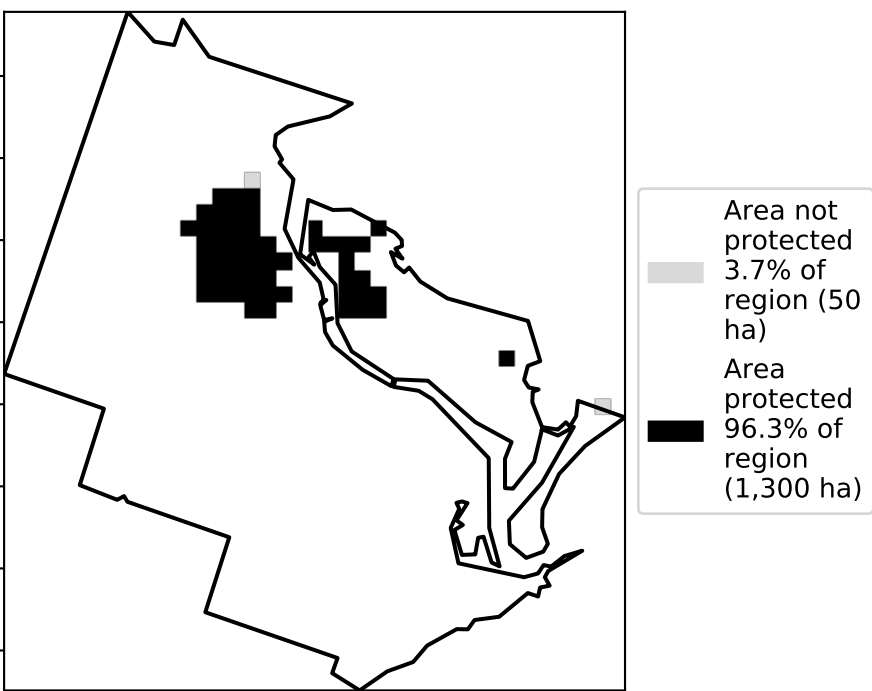 Area not
protected
3.7% of
region (50
ha)
Area
protected
96.3% of
region
(1,300 ha)